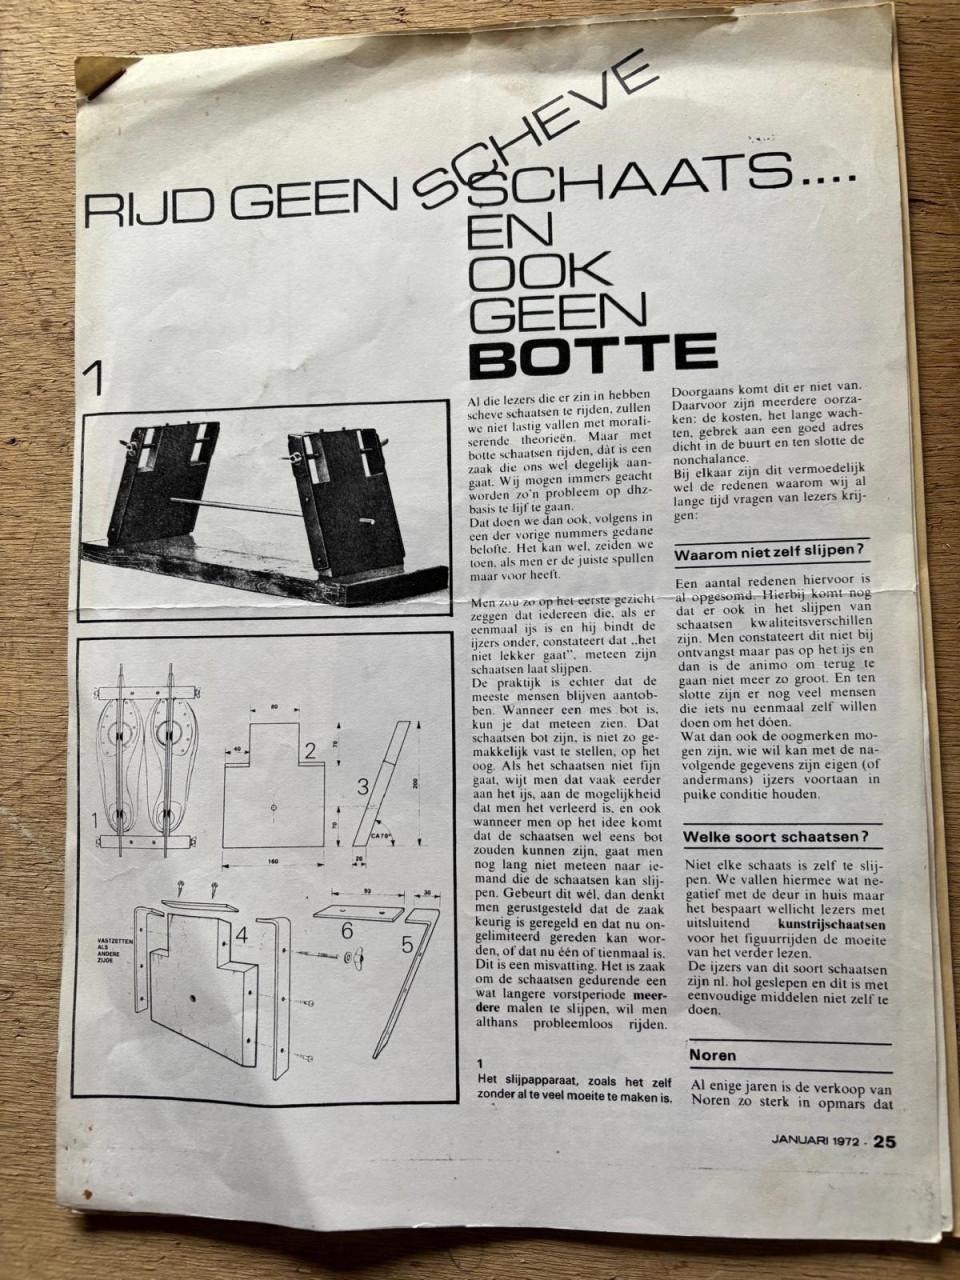 RIJD GEEN SCHEVE
SCHAATS....
EN
OOK
GEEN
BOTTE
1
1
80
40
2
70
70
160
3
200
CA 70°
20
VASTZETTEN
ALS
ANDERE
ZIJDE
4
90
30
6
5
Al die lezers die er zin in hebben
scheve schaatsen te rijden, zullen
we niet lastig vallen met morali-
serende theorieën. Maar met
botte schaatsen rijden, dàt is een
zaak die ons wel degelijk aan-
gaat. Wij mogen immers geacht
worden zo'n probleem op dhz-
basis te lijf te gaan.
Dat doen we dan ook, volgens in
een der vorige nummers gedane
belofte. Het kan wel, zeiden we
toen, als men er de juiste spullen
maar voor heeft.
Men zou zo op het eerste gezicht
zeggen dat iedereen die, als er
eenmaal ijs is en hij bindt de
ijzers onder, constateert dat „het
niet lekker gaat", meteen zijn
schaatsen laat slijpen.
De praktijk is echter dat de
meeste mensen blijven aantob-
ben. Wanneer een mes bot is,
kun je dat meteen zien. Dat
schaatsen bot zijn, is niet zo ge-
makkelijk vast te stellen, op het
oog. Als het schaatsen niet fijn
gaat, wijt men dat vaak eerder
aan het ijs, aan de mogelijkheid
dat men het verleerd is, en ook
wanneer men op het idee komt
dat de schaatsen wel eens bot
zouden kunnen zijn, gaat men
nog lang niet meteen naar ie-
mand die de schaatsen kan slij-
pen. Gebeurt dit wél, dan denkt
men gerustgesteld dat de zaak
keurig is geregeld en dat nu on-
gelimiteerd gereden kan wor-
den, of dat nu één of tienmaal is.
Dit is een misvatting. Het is zaak
om de schaatsen gedurende een
wat langere vorstperiode meer-
dere malen te slijpen, wil men
althans probleemloos rijden.
1
Het slijpapparaat, zoals het zelf
zonder al te veel moeite te maken is.
Doorgaans komt dit er niet van.
Daarvoor zijn meerdere oorza-
ken: de kosten, het lange wach-
ten, gebrek aan een goed adres
dicht in de buurt en ten slotte de
nonchalance.
Bij elkaar zijn dit vermoedelijk
wel de redenen waarom wij al
lange tijd vragen van lezers krij-
gen:
Waarom niet zelf slijpen?
Een aantal redenen hiervoor is
al opgesomd. Hierbij komt nog
dat er ook in het slijpen van
schaatsen kwaliteitsverschillen
zijn. Men constateert dit niet bij
ontvangst maar pas op het ijs en
dan is de animo om terug te
gaan niet meer zo groot. En ten
slotte zijn er nog veel mensen
die iets nu eenmaal zelf willen
doen om het dóen.
Wat dan ook de oogmerken mo-
gen zijn, wie wil kan met de na-
volgende gegevens zijn eigen (of
andermans) ijzers voortaan in
puike conditie houden.
Welke soort schaatsen?
Niet elke schaats is zelf te slij-
pen. We vallen hiermee wat ne-
gatief met de deur in huis maar
het bespaart wellicht lezers met
uitsluitend kunstrijschaatsen
voor het figuurrijden de moeite
van het verder lezen.
De ijzers van dit soort schaatsen
zijn nl. hol geslepen en dit is met
eenvoudige middelen niet zelf te
doen.
Noren
Al enige jaren is de verkoop van
Noren zo sterk in opmars dat
JANUARI 1972 - 25